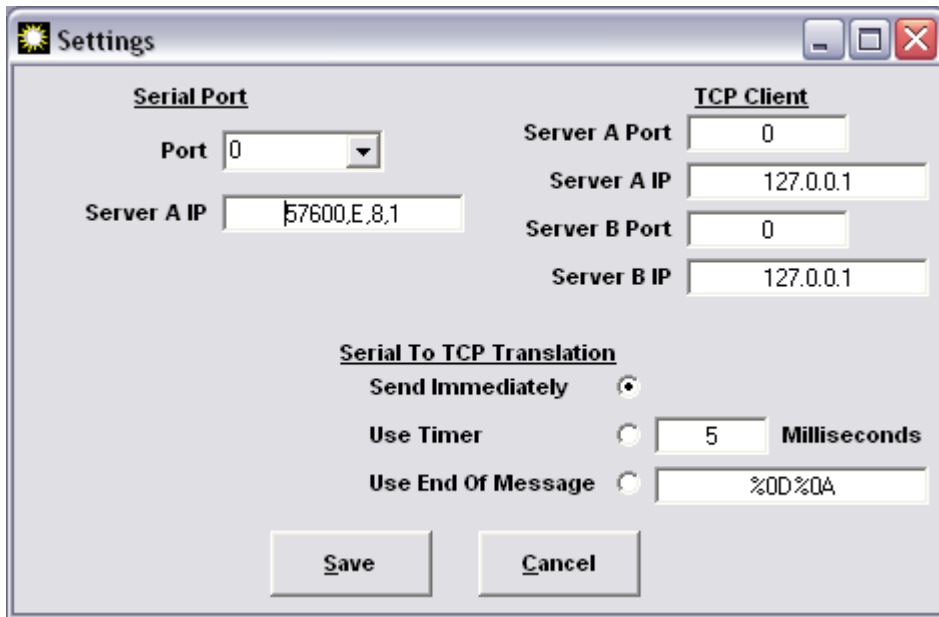 Settings
Serial Port
Port 0
Server A IP 57600,E,8,1
TCP Client
Server A Port 0
Server A IP 127.0.0.1
Server B Port 0
Server B IP 127.0.0.1
Serial To TCP Translation
Send Immediately
Use Timer 5 Milliseconds
Use End Of Message %0D%0A
Save Cancel